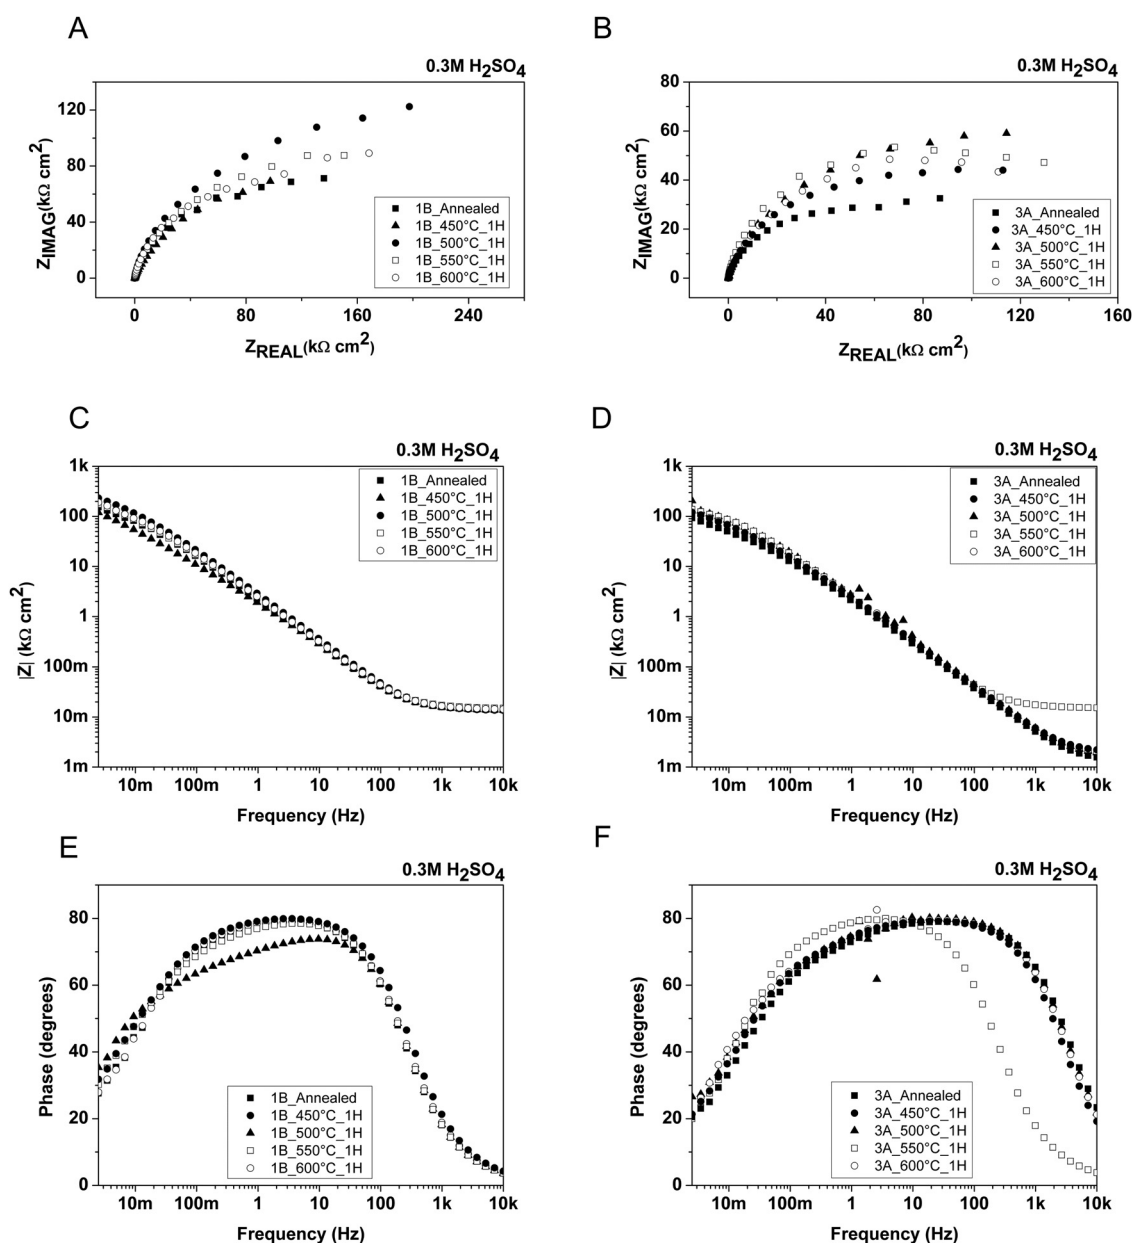 A
0.3M H2SO4
ZIMAG(kΩ cm2)
120
80
40
0
1B_Annealed
1B_450°C_1H
1B_500°C_1H
1B_550°C_1H
1B_600°C_1H
0 80 160 240
ZREAL(kΩ cm2)
B
0.3M H2SO4
ZIMAG(kΩ cm2)
80
60
40
20
0
3A_Annealed
3A_450°C_1H
3A_500°C_1H
3A_550°C_1H
3A_600°C_1H
0 40 80 120 160
ZREAL(kΩ cm2)
C
0.3M H2SO4
|Z| (kΩ cm2)
1k
100
10
1
100m
10m
1m
1B_Annealed
1B_450°C_1H
1B_500°C_1H
1B_550°C_1H
1B_600°C_1H
10m 100m 1 10 100 1k 10k
Frequency (Hz)
D
0.3M H2SO4
|Z| (kΩ cm2)
1k
100
10
1
100m
10m
1m
3A_Annealed
3A_450°C_1H
3A_500°C_1H
3A_550°C_1H
3A_600°C_1H
10m 100m 1 10 100 1k 10k
Frequency (Hz)
E
0.3M H2SO4
Phase (degrees)
80
60
40
20
0
1B_Annealed
1B_450°C_1H
1B_500°C_1H
1B_550°C_1H
1B_600°C_1H
10m 100m 1 10 100 1k 10k
Frequency (Hz)
F
0.3M H2SO4
Phase (degrees)
80
60
40
20
0
3A_Annealed
3A_450°C_1H
3A_500°C_1H
3A_550°C_1H
3A_600°C_1H
10m 100m 1 10 100 1k 10k
Frequency (Hz)